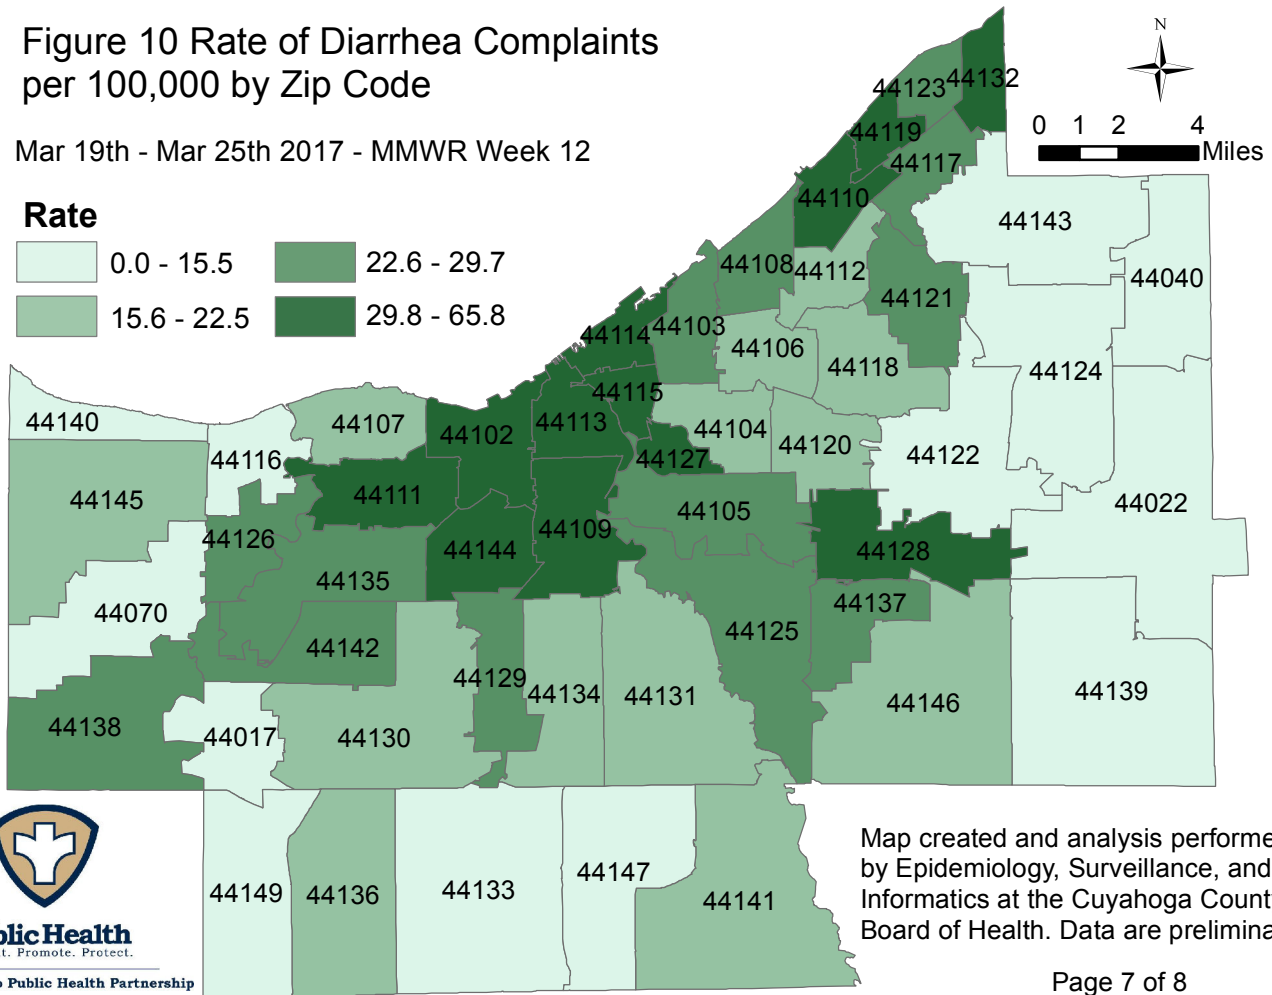 Figure 10 Rate of Diarrhea Complaints
per 100,000 by Zip Code
Mar 19th - Mar 25th 2017 - MMWR Week 12
Rate
0.0 - 15.5
22.6 - 29.7
15.6 - 22.5
29.8 - 65.8
N
0 1 2 4
Miles
44132
44123
44119
44117
44110
44143
44108
44112
44040
44121
44114
44103
44106
44118
44124
44115
44140
44107
44102
44113
44104
44120
44116
44127
44122
44145
44111
44022
44105
44126
44109
44144
44128
44135
44070
44137
44142
44125
44129
44134
44131
44139
44146
44138
44017
44130
44147
44149
44136
44133
44141
blic Health
t. Promote. Protect.
Public Health Partnership
Map created and analysis performe
by Epidemiology, Surveillance, and
Informatics at the Cuyahoga Count
Board of Health. Data are prelimina
Page 7 of 8